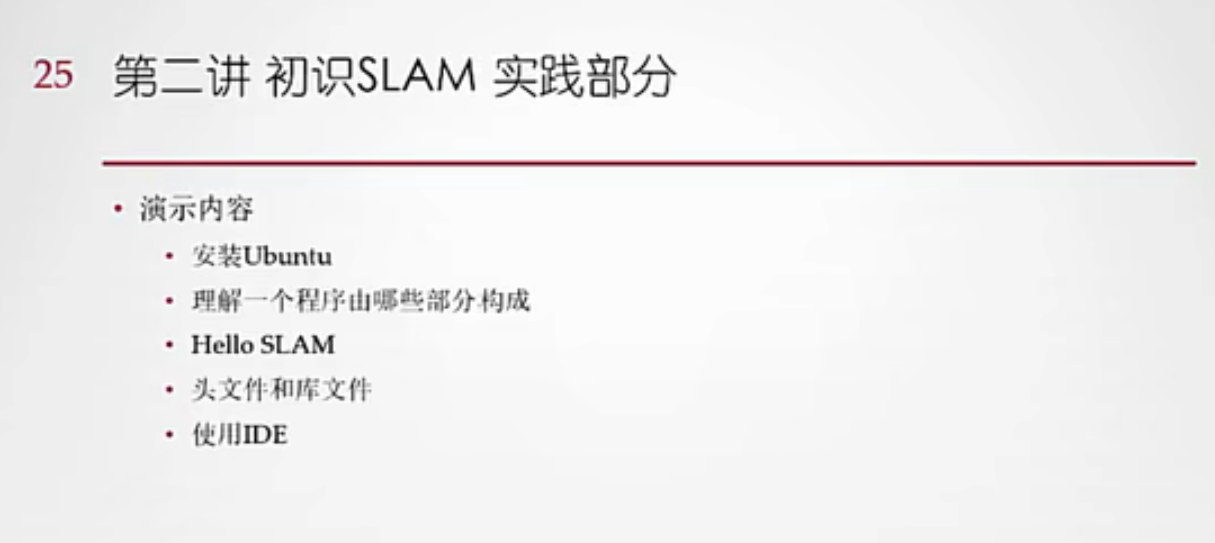 25 第二讲 初识SLAM 实践部分
• 演示内容
• 安装Ubuntu
• 理解一个程序由哪些部分构成
• Hello SLAM
• 头文件和库文件
• 使用IDE